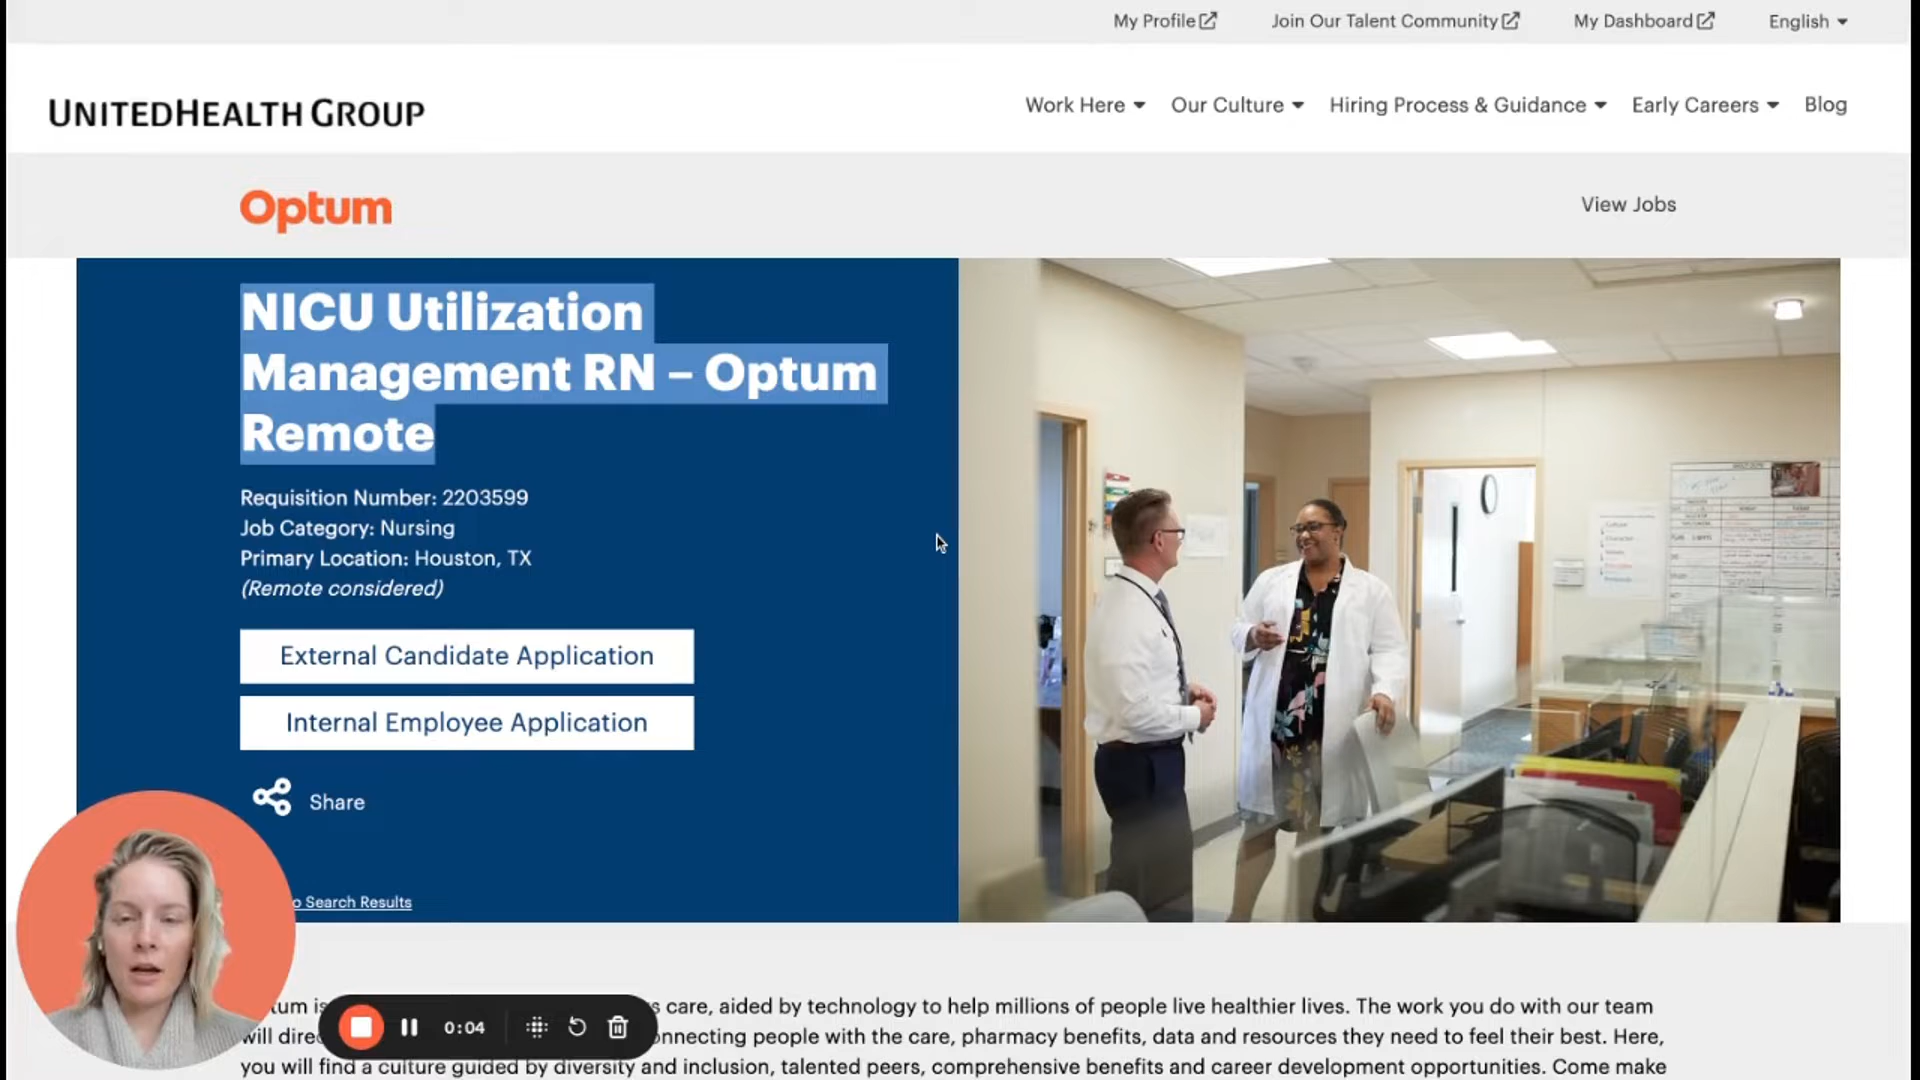 My Profile
Join Our Talent Community
My Dashboard
English
UNITEDHEALTH GROUP
Work Here
Our Culture
Hiring Process & Guidance
Early Careers
Blog
Optum
View Jobs
NICU Utilization
Management RN – Optum
Remote
Requisition Number: 2203599
Job Category: Nursing
Primary Location: Houston, TX
(Remote considered)
External Candidate Application
Internal Employee Application
Share
o Search Results
tum is s care, aided by technology to help millions of people live healthier lives. The work you do with our team
will direc onnecting people with the care, pharmacy benefits, data and resources they need to feel their best. Here,
you will find a culture guided by diversity and inclusion, talented peers, comprehensive benefits and career development opportunities. Come make
0:04